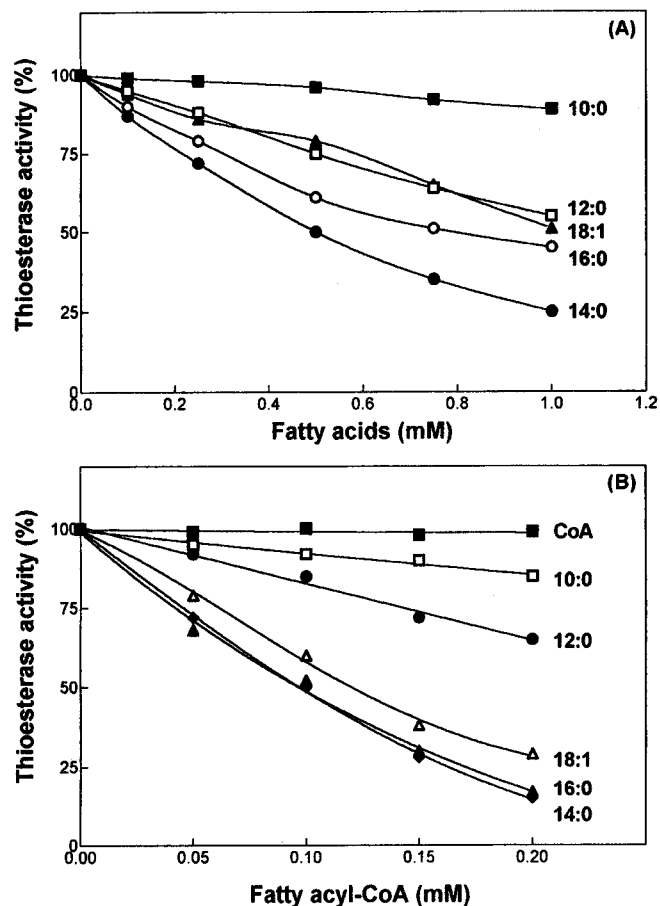 (A)
Thioesterase activity (%)
100
75
50
25
0
10:0
12:0
18:1
16:0
14:0
0.0 0.2 0.4 0.6 0.8 1.0 1.2
Fatty acids (mM)
(B)
Thioesterase activity (%)
100
75
50
25
0
CoA
10:0
12:0
18:1
16:0
14:0
0.00 0.05 0.10 0.15 0.20
Fatty acyl-CoA (mM)